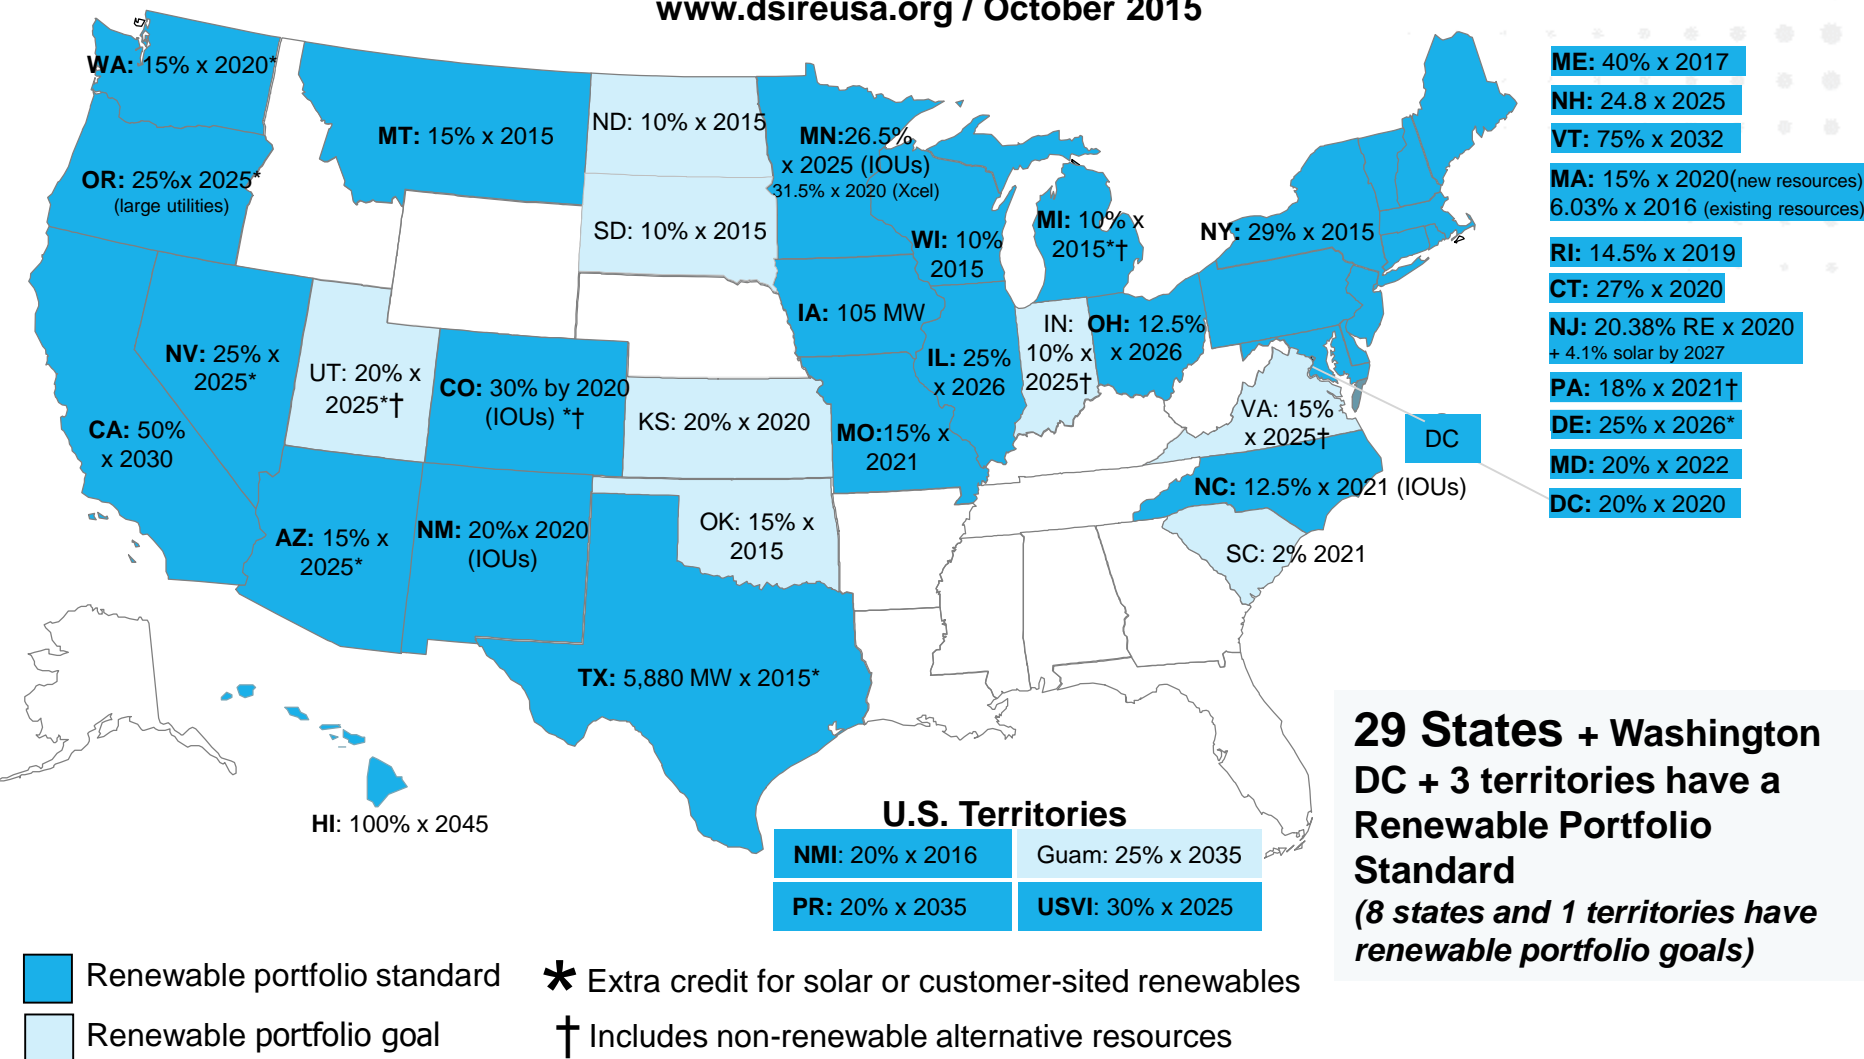 www.dsireusa.org / October 2015
WA: 15% x 2020*
MT: 15% x 2015
ND: 10% x 2015
MN:26.5%
x 2025 (IOUs)
31.5% x 2020 (Xcel)
OR: 25%x 2025*
(large utilities)
SD: 10% x 2015
WI: 10%
2015
MI: 10% x
2015*†
NY: 29% x 2015
ME: 40% x 2017
NH: 24.8 x 2025
VT: 75% x 2032
MA: 15% x 2020(new resources)
6.03% x 2016 (existing resources)
RI: 14.5% x 2019
CT: 27% x 2020
NJ: 20.38% RE x 2020
+ 4.1% solar by 2027
PA: 18% x 2021†
DE: 25% x 2026*
MD: 20% x 2022
DC: 20% x 2020
DC
IA: 105 MW
NV: 25% x
2025*
UT: 20% x
2025*†
CO: 30% by 2020
(IOUs) *†
KS: 20% x 2020
IL: 25%
x 2026
IN:
10% x
2025†
OH: 12.5%
x 2026
CA: 50%
x 2030
MO:15% x
2021
VA: 15%
x 2025†
NC: 12.5% x 2021 (IOUs)
AZ: 15% x
2025*
NM: 20%x 2020
(IOUs)
OK: 15% x
2015
SC: 2% 2021
TX: 5,880 MW x 2015*
HI: 100% x 2045
U.S. Territories
NMI: 20% x 2016
Guam: 25% x 2035
PR: 20% x 2035
USVI: 30% x 2025
29 States + Washington
DC + 3 territories have a
Renewable Portfolio
Standard
(8 states and 1 territories have
renewable portfolio goals)
Renewable portfolio standard
* Extra credit for solar or customer-sited renewables
Renewable portfolio goal
† Includes non-renewable alternative resources